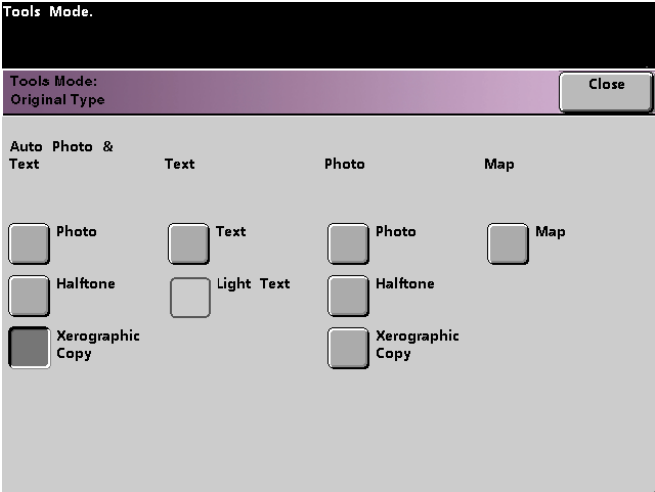 Tools Mode.
Tools Mode:
Original Type
Close
Auto Photo &
Text
Text
Photo
Map
Photo
Text
Photo
Map
Halftone
Light Text
Halftone
Xerographic
Copy
Xerographic
Copy